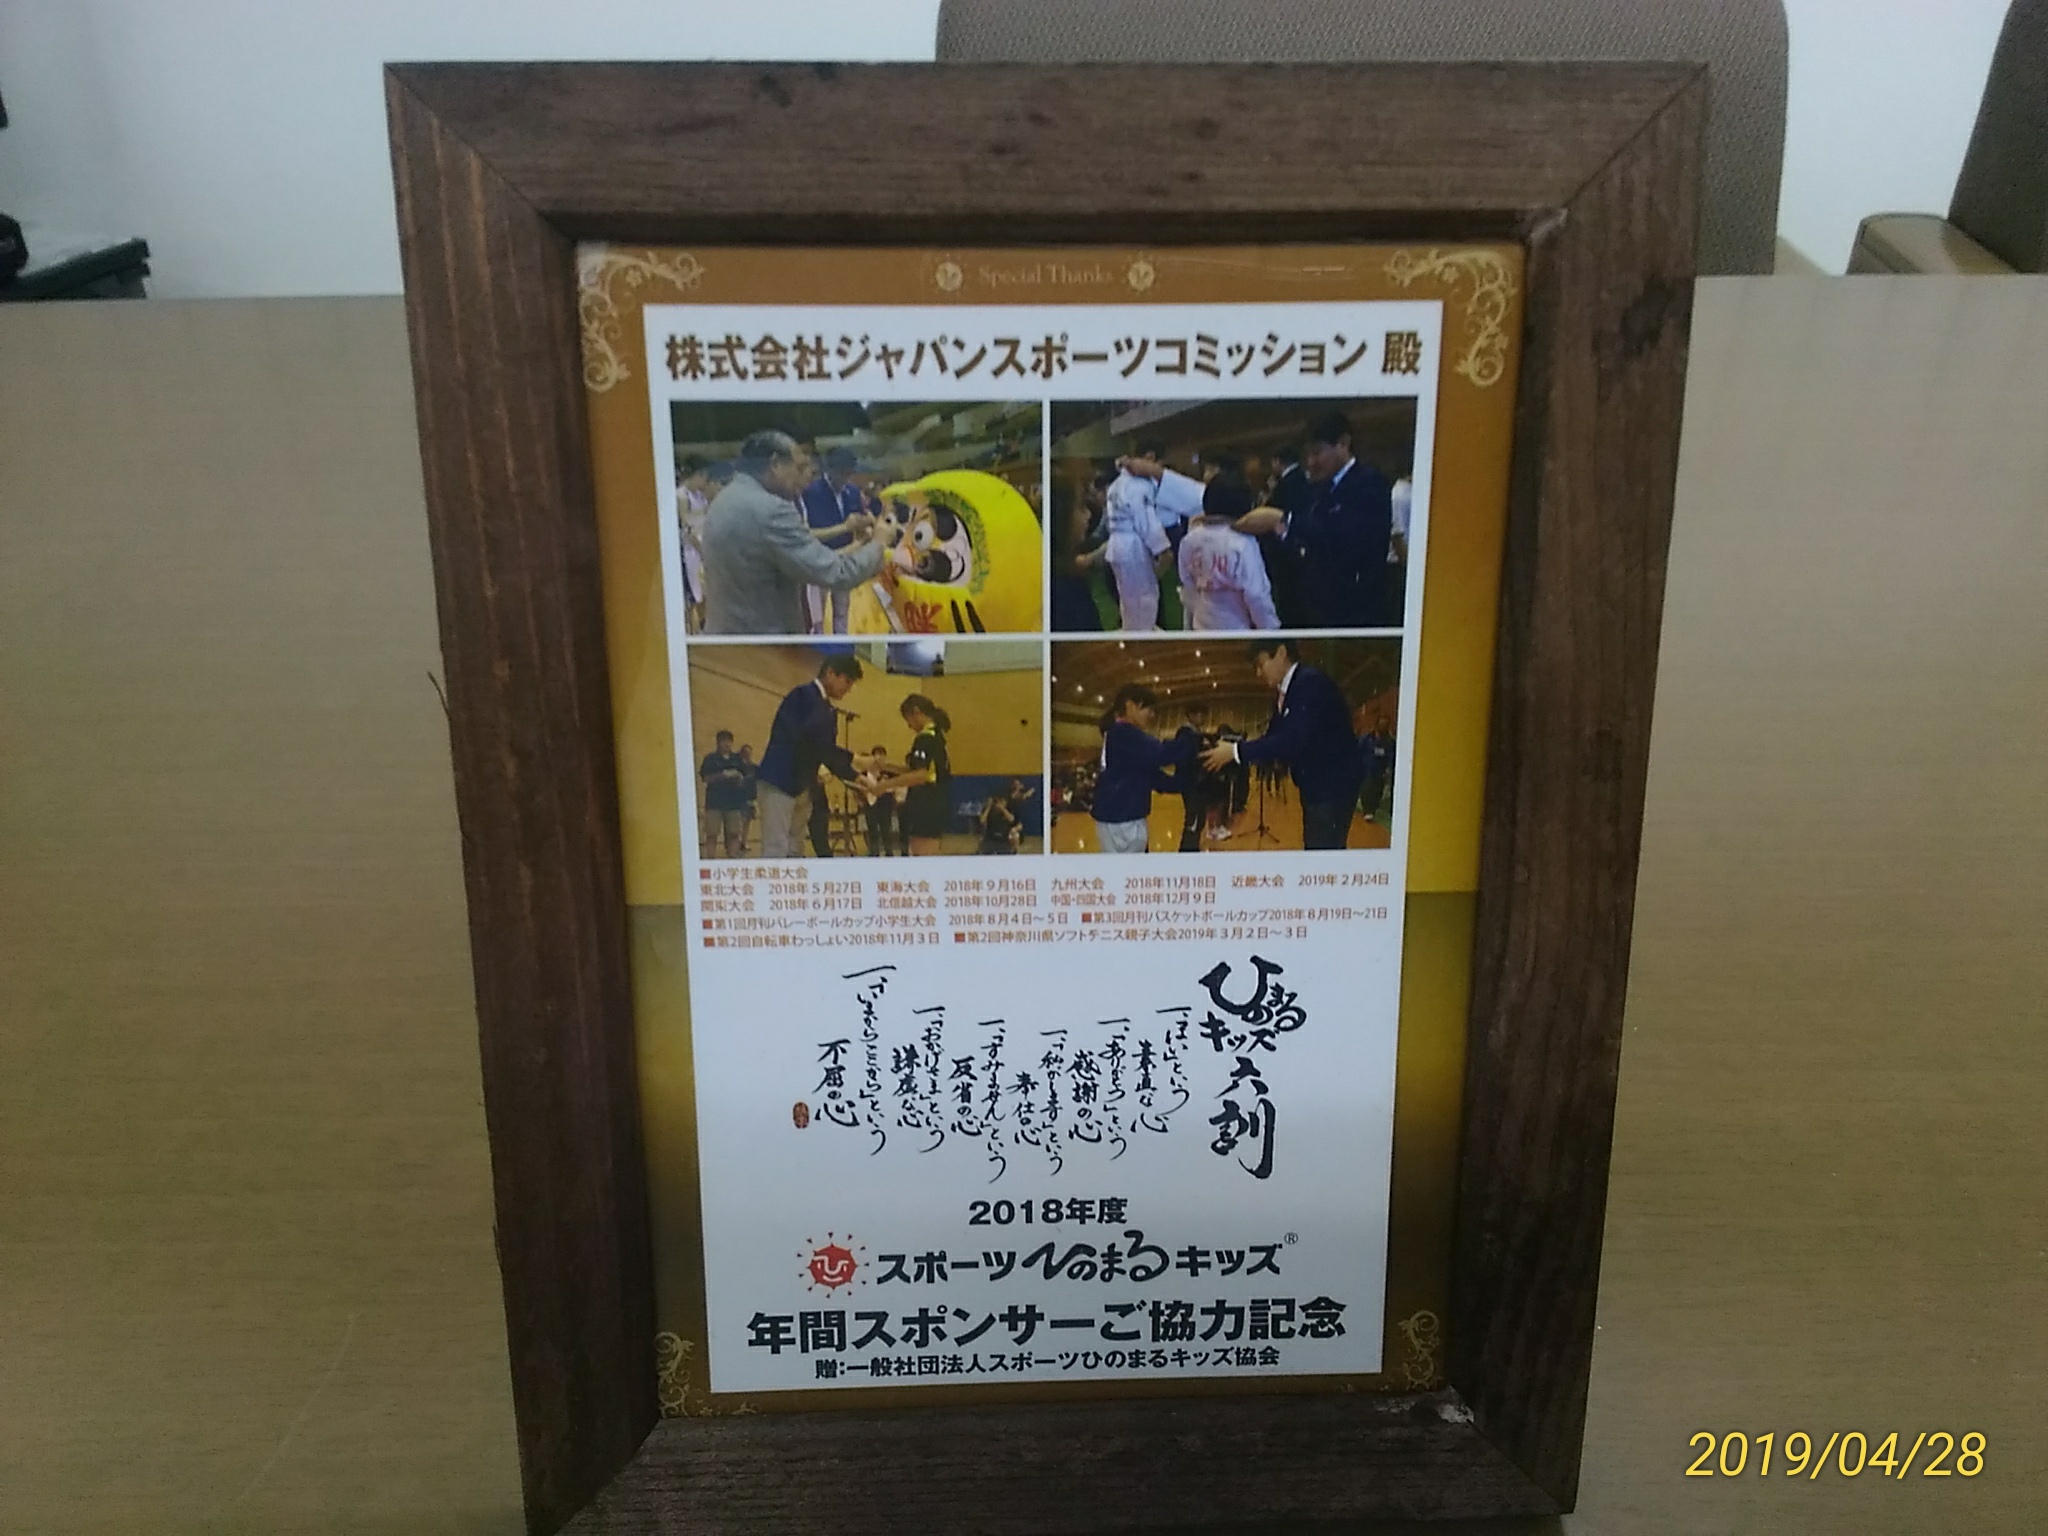 Special Thanks
株式会社ジャパンスポーツコミッション 殿
■小学生柔道大会
東北大会 2018年5月27日 東海大会 2018年9月16日 九州大会 2018年11月18日 近畿大会 2019年2月24日
関東大会 2018年6月17日 北信越大会 2018年10月28日 中国・四国大会 2018年12月9日
■第1回月刊バレーボールカップ小学生大会 2018年8月4日～5日 ■第3回月刊バスケットボールカップ2018年8月19日～21日
■第2回自転車わっしょい2018年11月3日 ■第2回神奈川県ソフトテニス親子大会2019年3月2日～3日
ひのまるキッズ六訓
一、「はい」という
素直な心
一、「ありがとう」という
感謝の心
一、「私がします」という
奉仕の心
一、「すみません」という
反省の心
一、「おかげさま」という
謙虚な心
一、「いまからここから」という
不屈の心
2018年度
スポーツひのまるキッズ®
年間スポンサーご協力記念
贈:一般社団法人スポーツひのまるキッズ協会
2019/04/28